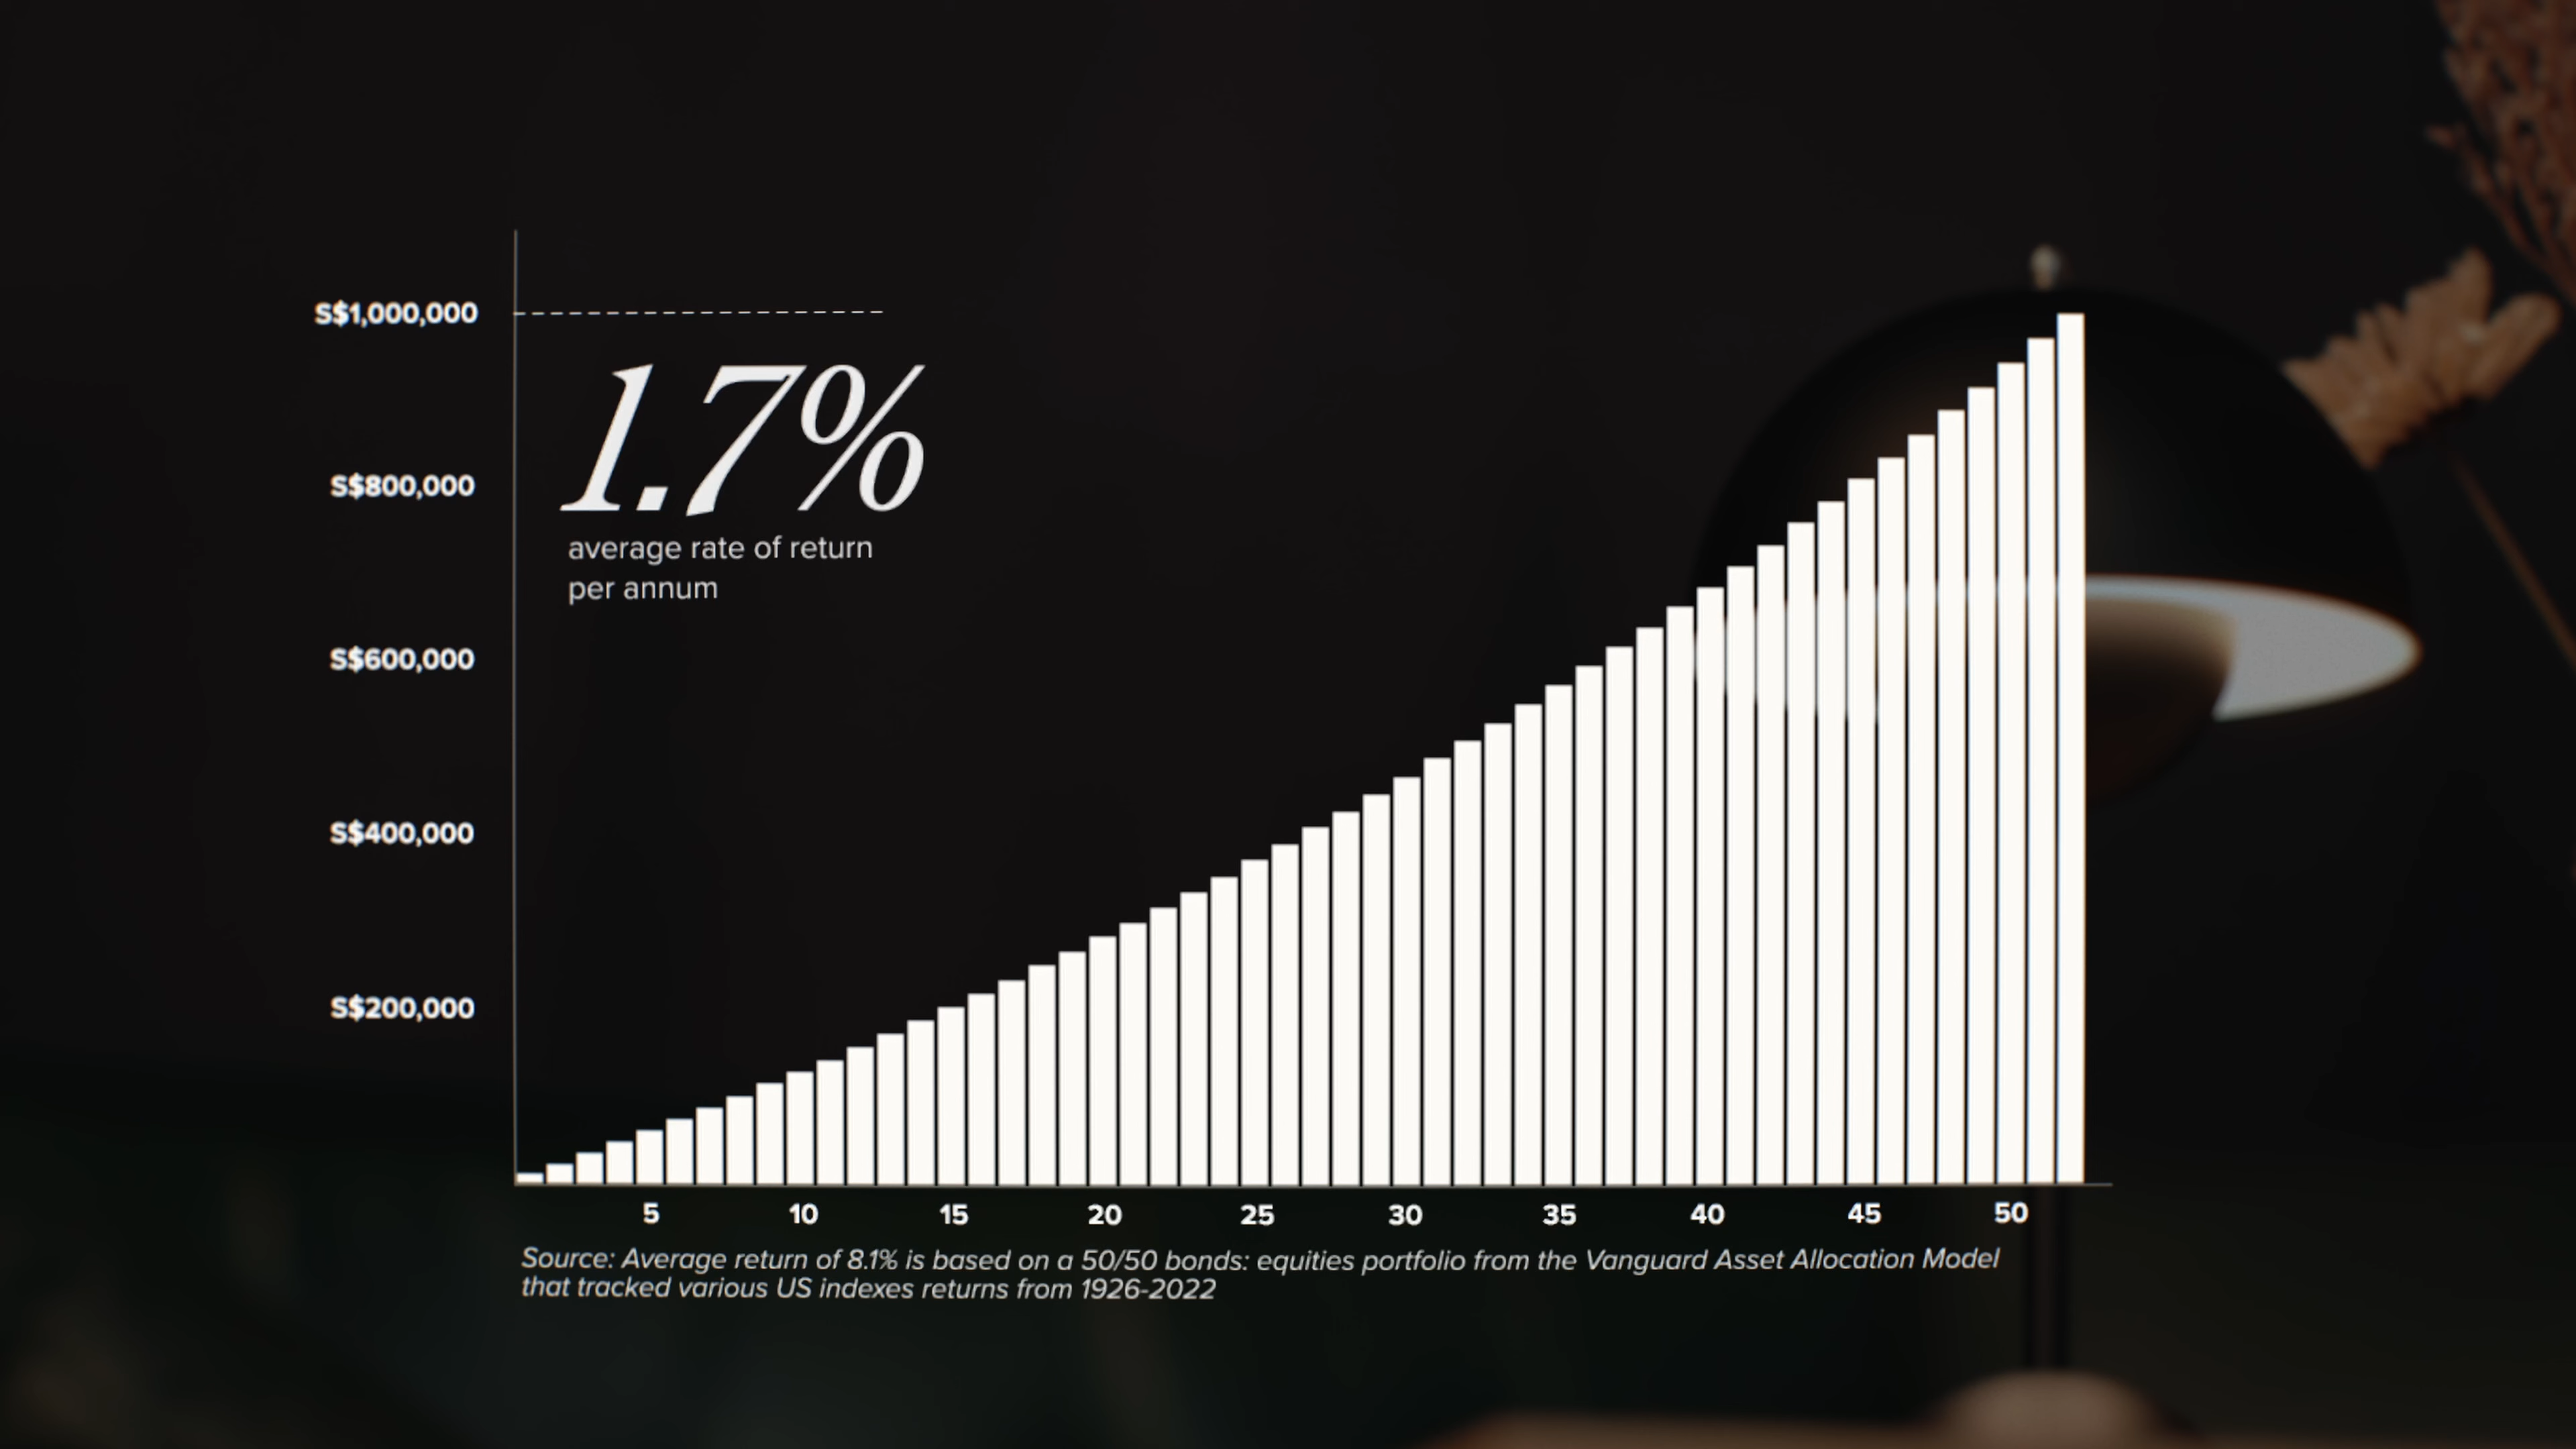 S$1,000,000
1.7%
average rate of return
per annum
S$800,000
S$600,000
S$400,000
S$200,000
5 10 15 20 25 30 35 40 45 50
Source: Average return of 8.1% is based on a 50/50 bonds: equities portfolio from the Vanguard Asset Allocation Model
that tracked various US indexes returns from 1926-2022